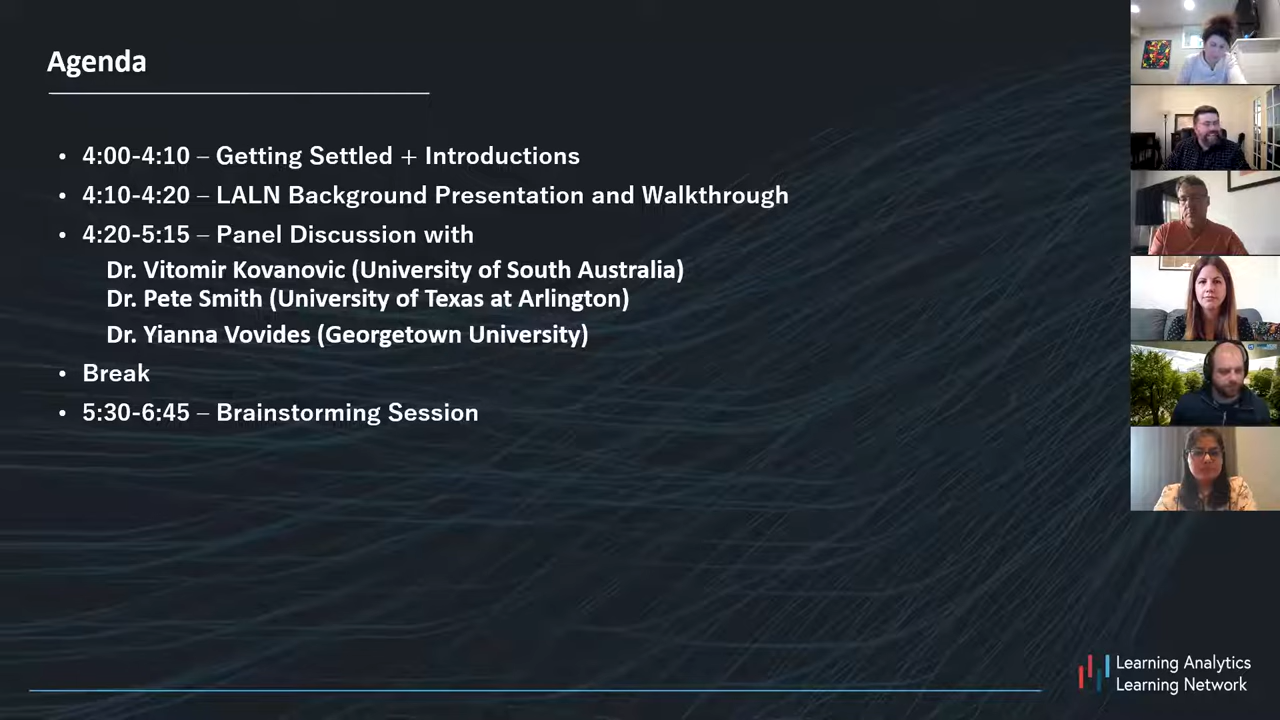 Agenda
• 4:00-4:10 – Getting Settled + Introductions
• 4:10-4:20 – LALN Background Presentation and Walkthrough
• 4:20-5:15 – Panel Discussion with
Dr. Vitomir Kovanovic (University of South Australia)
Dr. Pete Smith (University of Texas at Arlington)
Dr. Yianna Vovides (Georgetown University)
• Break
• 5:30-6:45 – Brainstorming Session
Learning Analytics
Learning Network